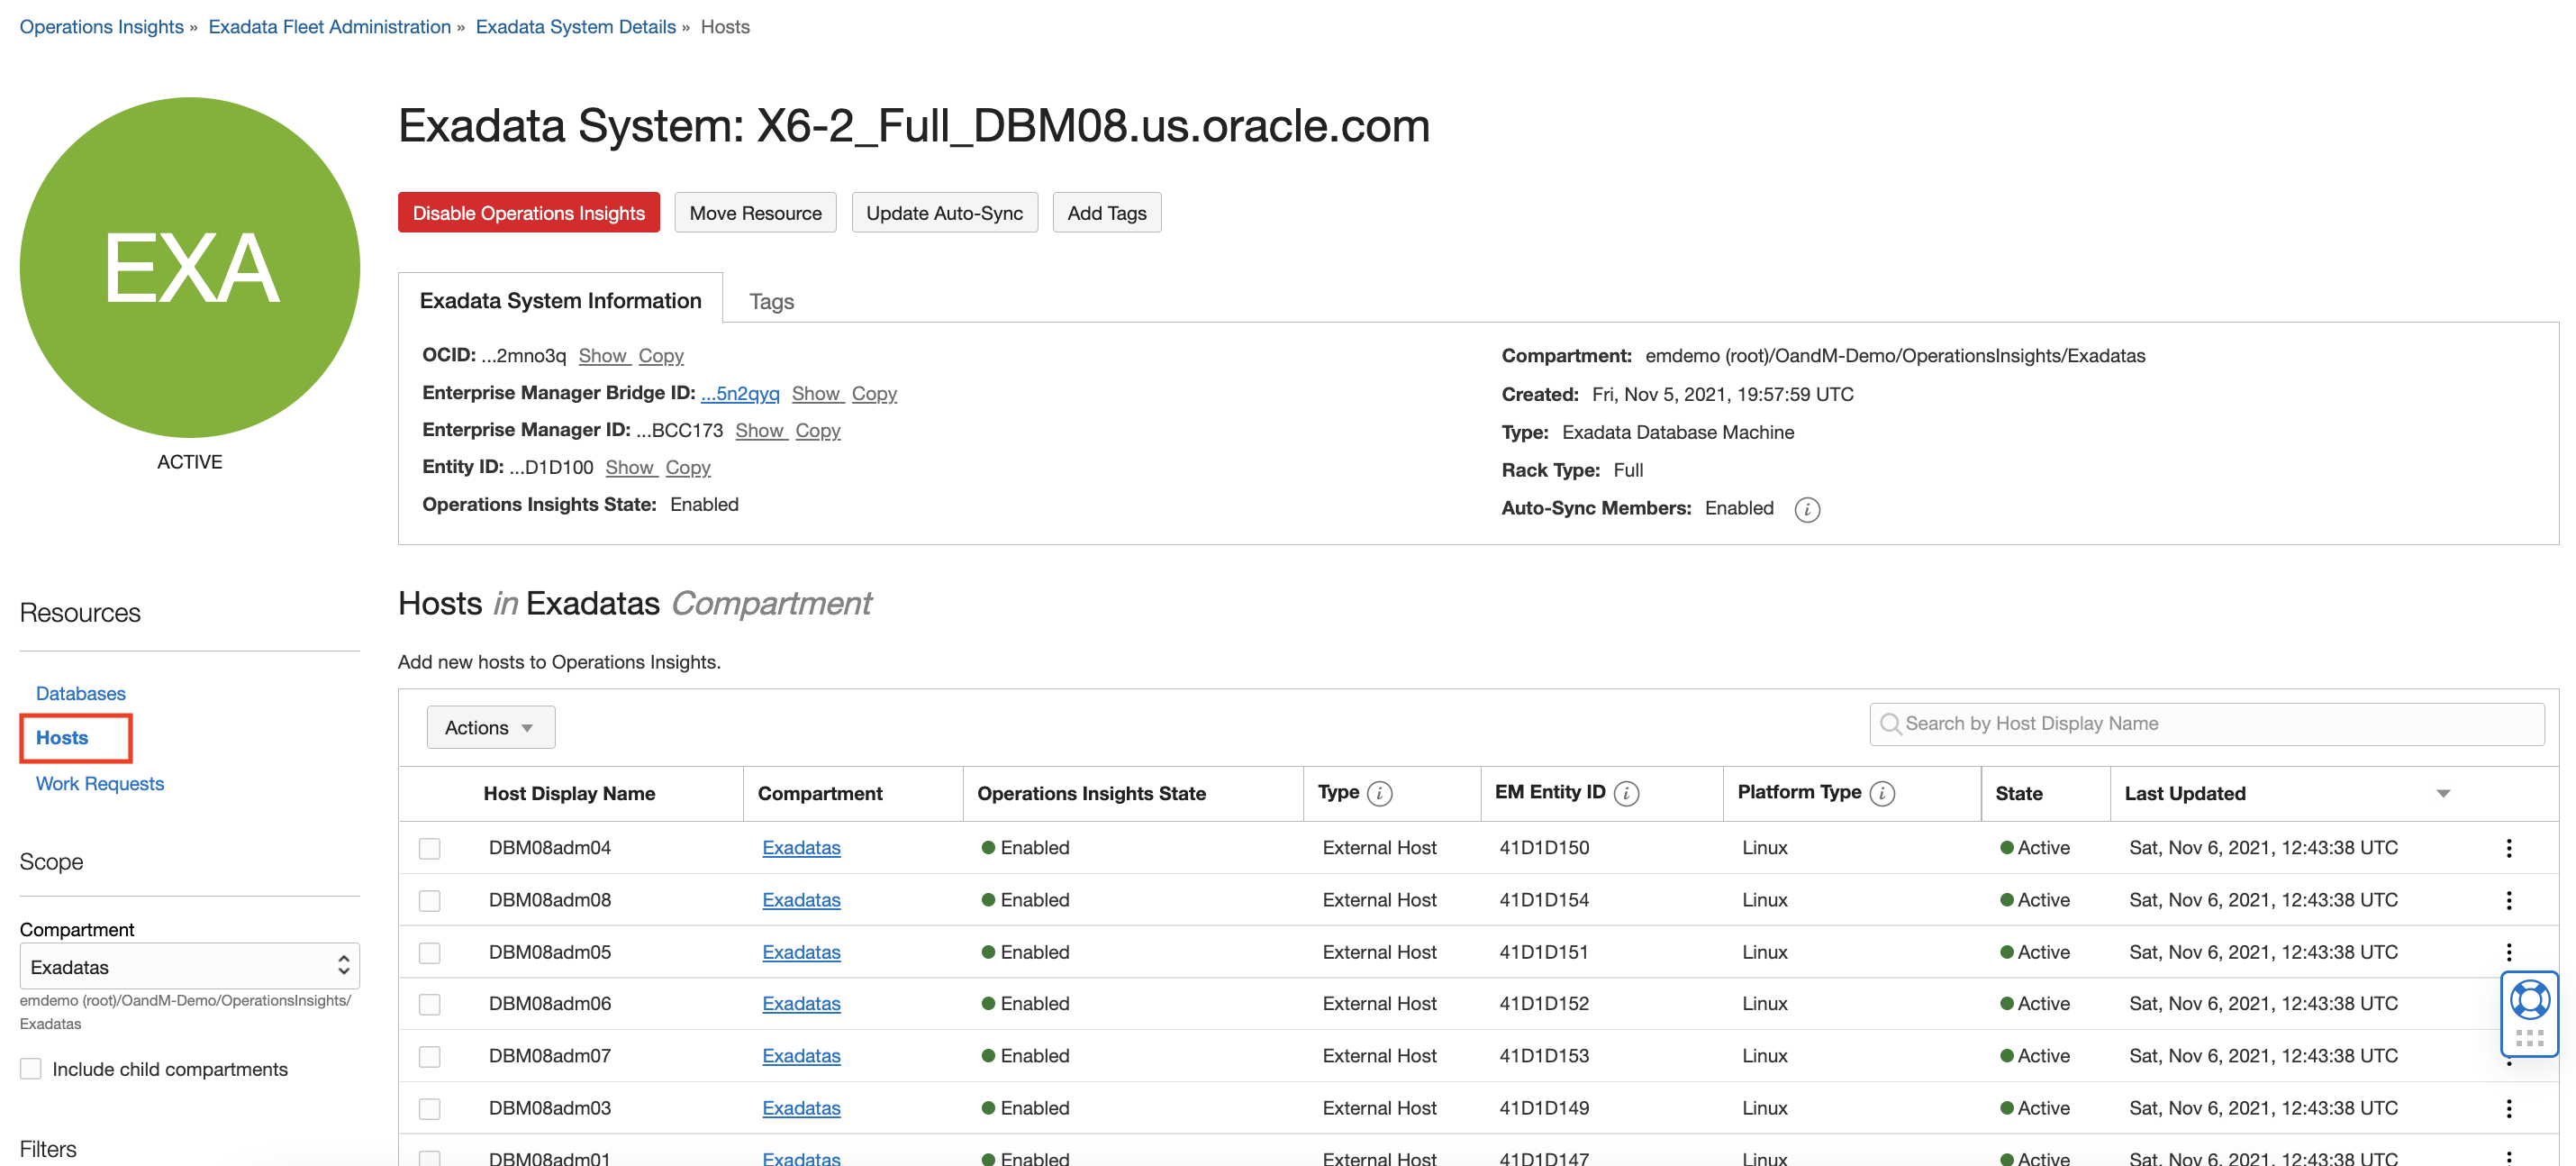 Operations Insights » Exadata Fleet Administration » Exadata System Details » Hosts
EXA
ACTIVE
Exadata System: X6-2_Full_DBM08.us.oracle.com
Disable Operations Insights Move Resource Update Auto-Sync Add Tags
Exadata System Information Tags
OCID: ...2mno3q Show Copy
Enterprise Manager Bridge ID: ...5n2qyq Show Copy
Enterprise Manager ID: ...BCC173 Show Copy
Entity ID: ...D1D100 Show Copy
Operations Insights State: Enabled
Compartment: emdemo (root)/OandM-Demo/OperationsInsights/Exadatas
Created: Fri, Nov 5, 2021, 19:57:59 UTC
Type: Exadata Database Machine
Rack Type: Full
Auto-Sync Members: Enabled i
Resources
Databases
Hosts
Work Requests
Scope
Compartment
Exadatas
emdemo (root)/OandM-Demo/OperationsInsights/
Exadatas
Include child compartments
Filters
Hosts in Exadatas Compartment
Add new hosts to Operations Insights.
Actions Search by Host Display Name
Host Display Name Compartment Operations Insights State Type i EM Entity ID i Platform Type i State Last Updated
DBM08adm04 Exadatas Enabled External Host 41D1D150 Linux Active Sat, Nov 6, 2021, 12:43:38 UTC
DBM08adm08 Exadatas Enabled External Host 41D1D154 Linux Active Sat, Nov 6, 2021, 12:43:38 UTC
DBM08adm05 Exadatas Enabled External Host 41D1D151 Linux Active Sat, Nov 6, 2021, 12:43:38 UTC
DBM08adm06 Exadatas Enabled External Host 41D1D152 Linux Active Sat, Nov 6, 2021, 12:43:38 UTC
DBM08adm07 Exadatas Enabled External Host 41D1D153 Linux Active Sat, Nov 6, 2021, 12:43:38 UTC
DBM08adm03 Exadatas Enabled External Host 41D1D149 Linux Active Sat, Nov 6, 2021, 12:43:38 UTC
DBM08adm01 Exadatas Enabled External Host 41D1D147 Linux Active Sat, Nov 6, 2021, 12:43:38 UTC